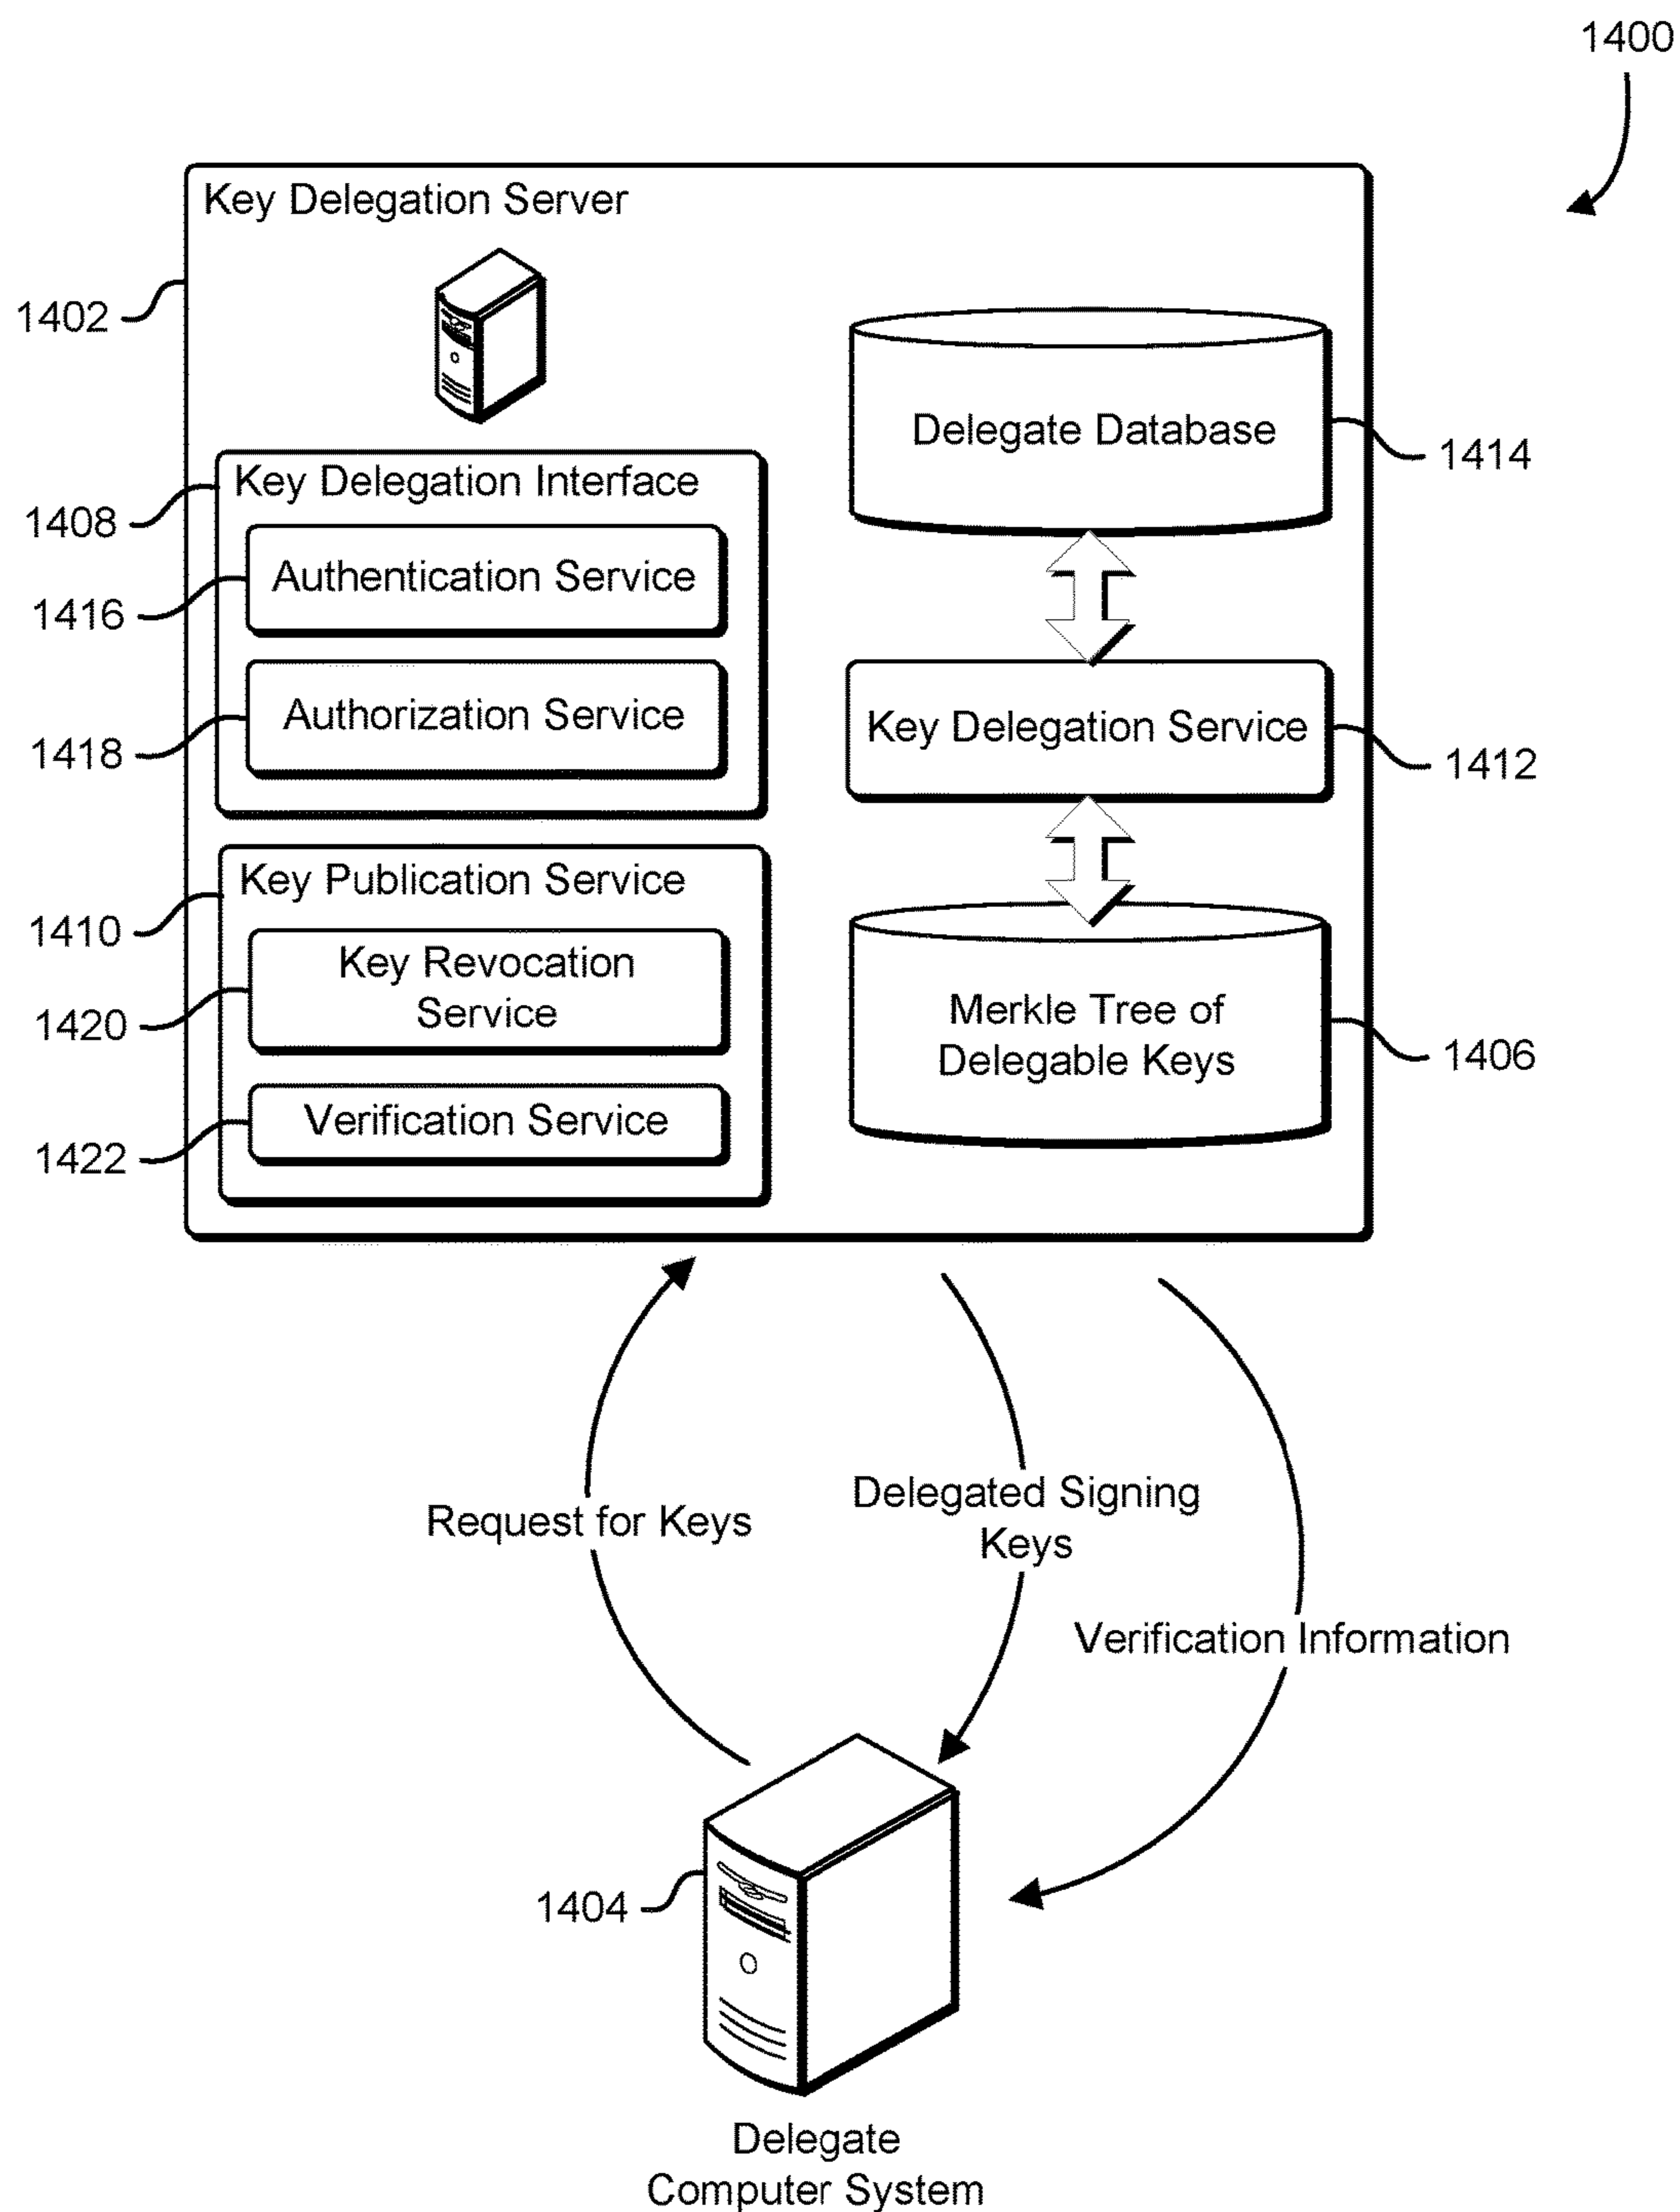 1400
Key Delegation Server
1402
Delegate Database
1414
Key Delegation Interface
1408
Authentication Service
1416
Authorization Service
1418
Key Delegation Service
1412
Key Publication Service
1410
Key Revocation
Service
1420
Verification Service
1422
Merkle Tree of
Delegable Keys
1406
Request for Keys
Delegated Signing
Keys
Verification Information
1404
Delegate
Computer System